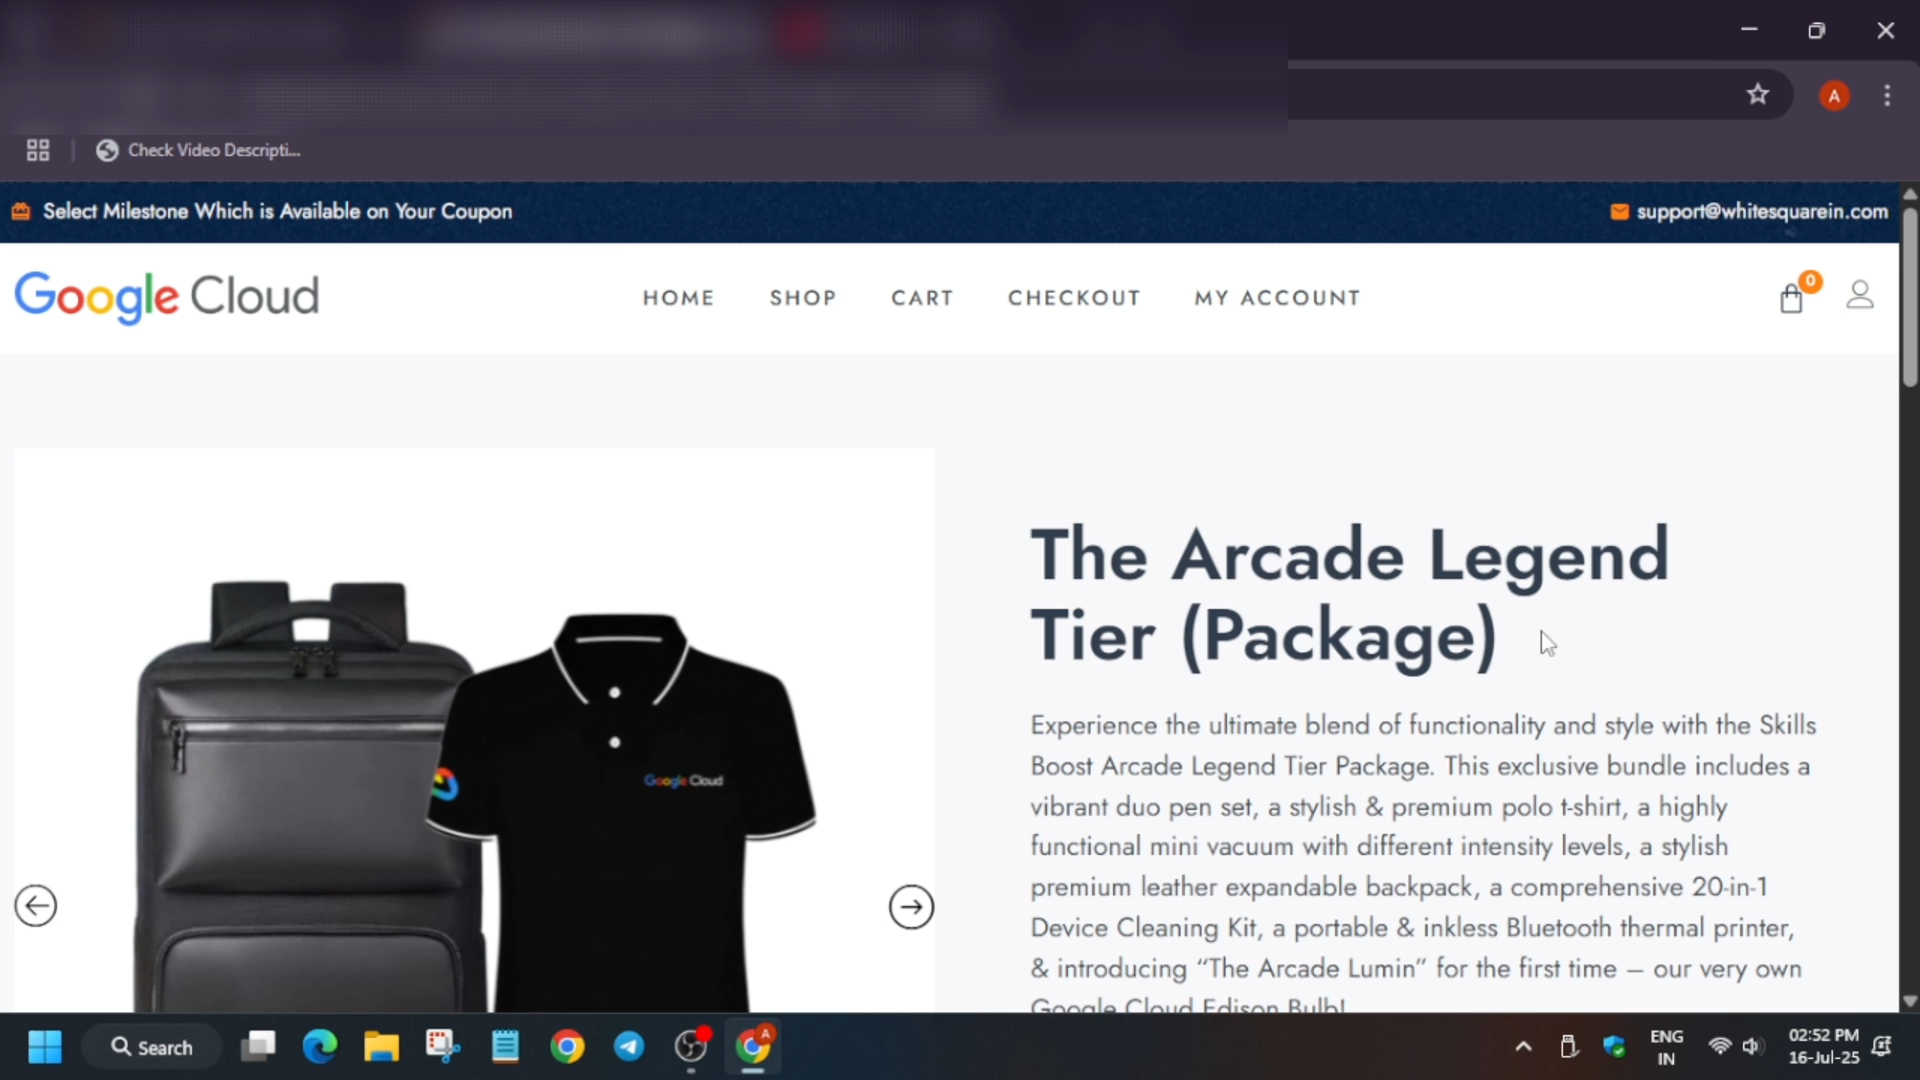 A
Check Video Descripti...
Select Milestone Which is Available on Your Coupon
support@whitesquarein.com
Google Cloud
HOME
SHOP
CART
CHECKOUT
MY ACCOUNT
0
The Arcade Legend
Tier (Package)
Experience the ultimate blend of functionality and style with the Skills
Boost Arcade Legend Tier Package. This exclusive bundle includes a
vibrant duo pen set, a stylish & premium polo t-shirt, a highly
functional mini vacuum with different intensity levels, a stylish
premium leather expandable backpack, a comprehensive 20-in-1
Device Cleaning Kit, a portable & inkless Bluetooth thermal printer,
& introducing “The Arcade Lumin” for the first time – our very own
Google Cloud Edison Bulb!
Google Cloud
Search
A
ENG
IN
02:52 PM
16-Jul-25